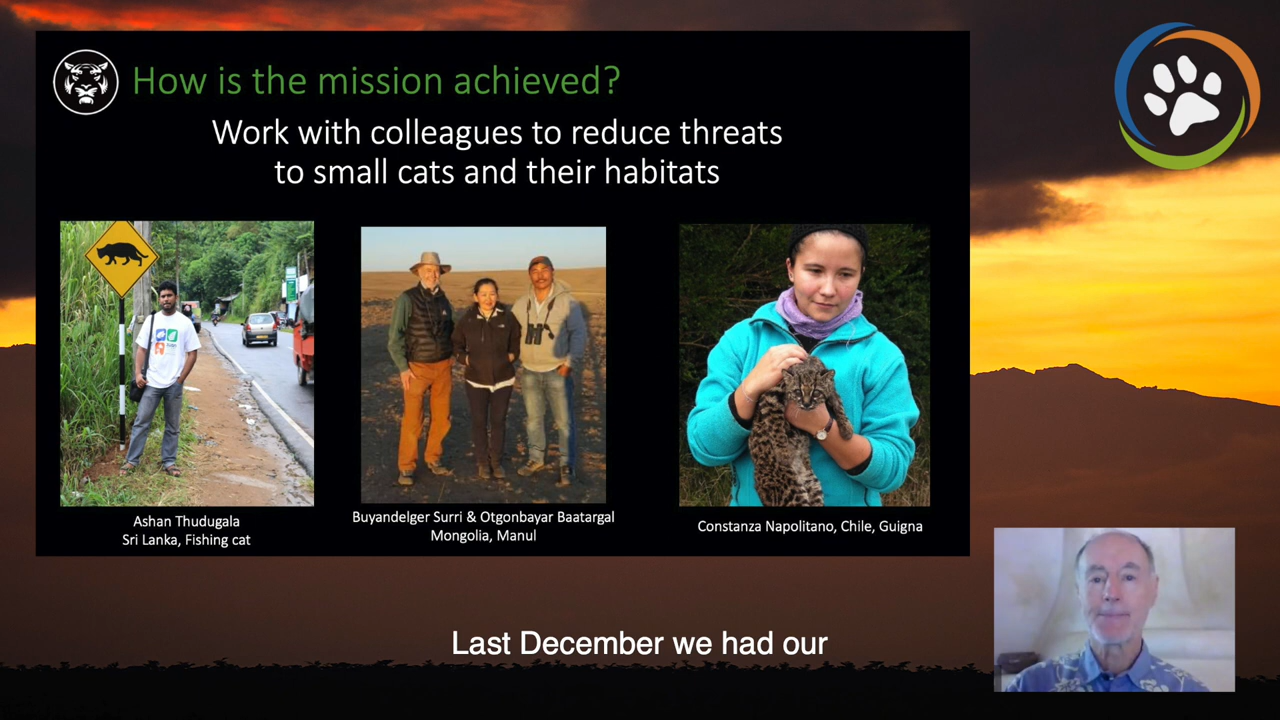 How is the mission achieved?
Work with colleagues to reduce threats
to small cats and their habitats
Ashan Thudugala
Sri Lanka, Fishing cat
Buyandelger Surri & Otgonbayar Baatargal
Mongolia, Manul
Constanza Napolitano, Chile, Guigna
Last December we had our